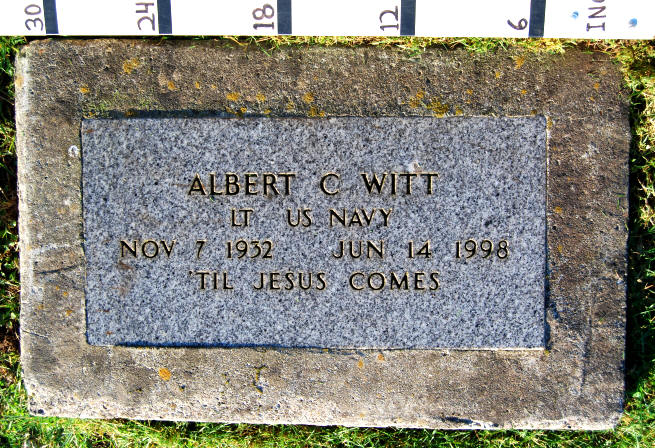 30 24 18 12 6 INC
ALBERT C WITT
LT US NAVY
NOV 7 1932 JUN 14 1998
'TIL JESUS COMES